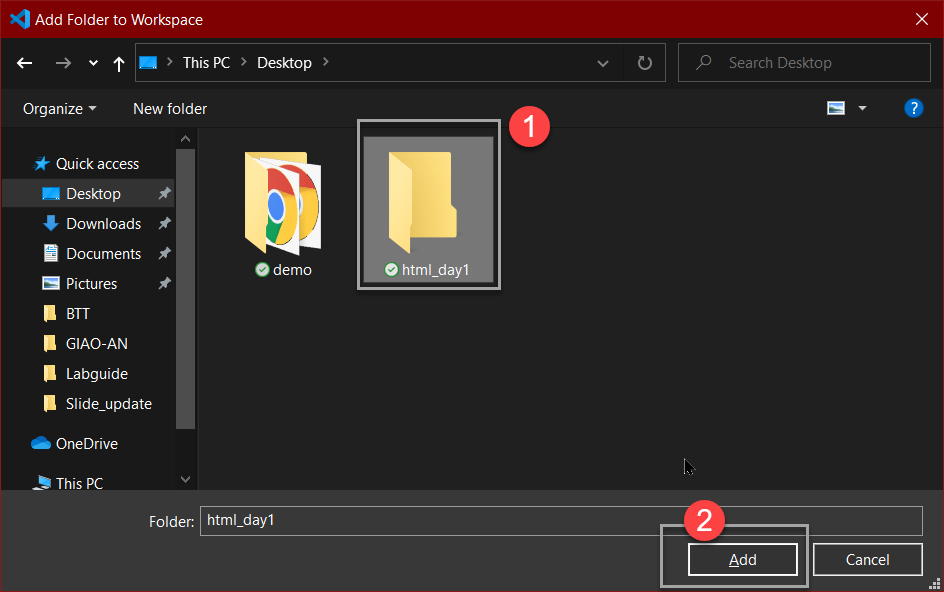 Add Folder to Workspace
This PC Desktop
Search Desktop
Organize New folder
?
1
Quick access
Desktop
Downloads
Documents
Pictures
BTT
GIAO-AN
Labguide
Slide_update
OneDrive
This PC
demo
html_day1
Folder: html_day1
2
Add
Cancel